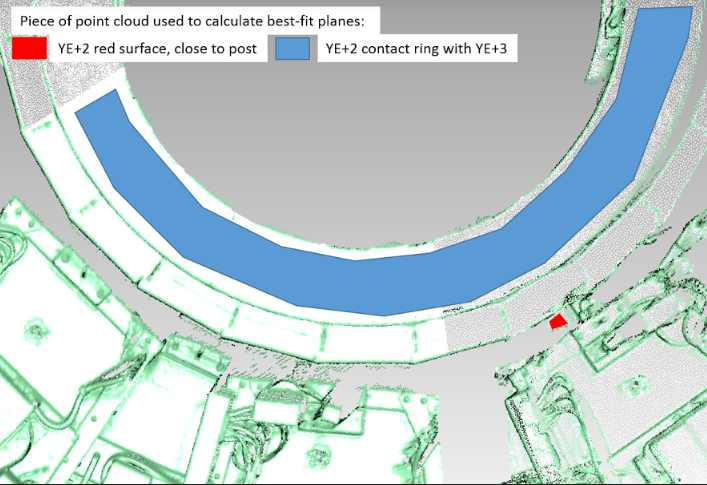 Piece of point cloud used to calculate best-fit planes:
YE+2 red surface, close to post
YE+2 contact ring with YE+3